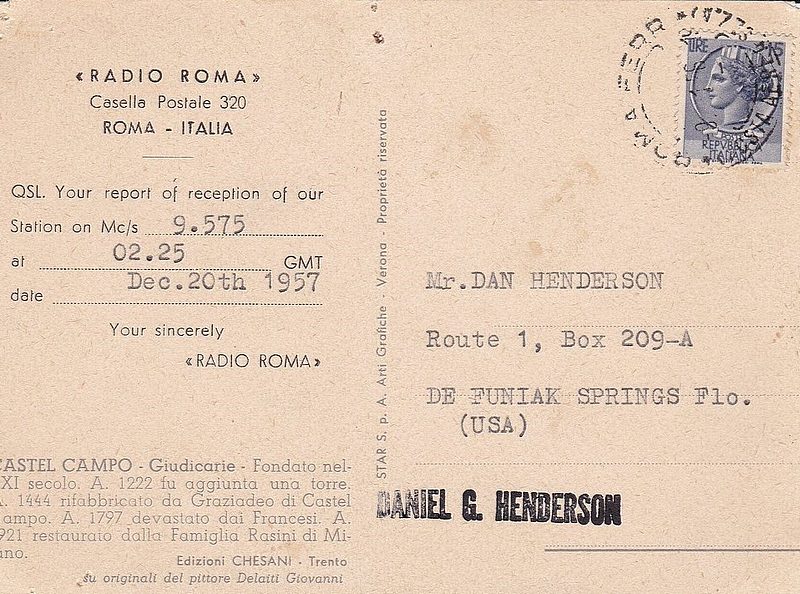 «RADIO ROMA»
Casella Postale 320
ROMA - ITALIA
QSL. Your report of reception of our
Station on Mc/s 9.575
at 02.25 GMT
date Dec.20th 1957
Your sincerely
«RADIO ROMA»
CASTEL CAMPO - Giudicarie - Fondato nel-
XI secolo. A. 1222 fu aggiunta una torre.
A. 1444 rifabbricato da Graziadeo di Castel
ampo. A. 1797 devastato dai Francesi. A.
921 restaurato dalla Famiglia Rasini di Mi-
ano.
Edizioni CHESANI - Trento
su originali del pittore Delaiti Giovanni
STAR S. p. A. Arti Grafiche - Verona - Proprietà riservata
ROMA FERR
LIRE 15
POSTE
REPVBBLICA
ITALIANA
Mr.DAN HENDERSON
Route 1, Box 209-A
DE FUNIAK SPRINGS Flo.
(USA)
DANIEL G. HENDERSON